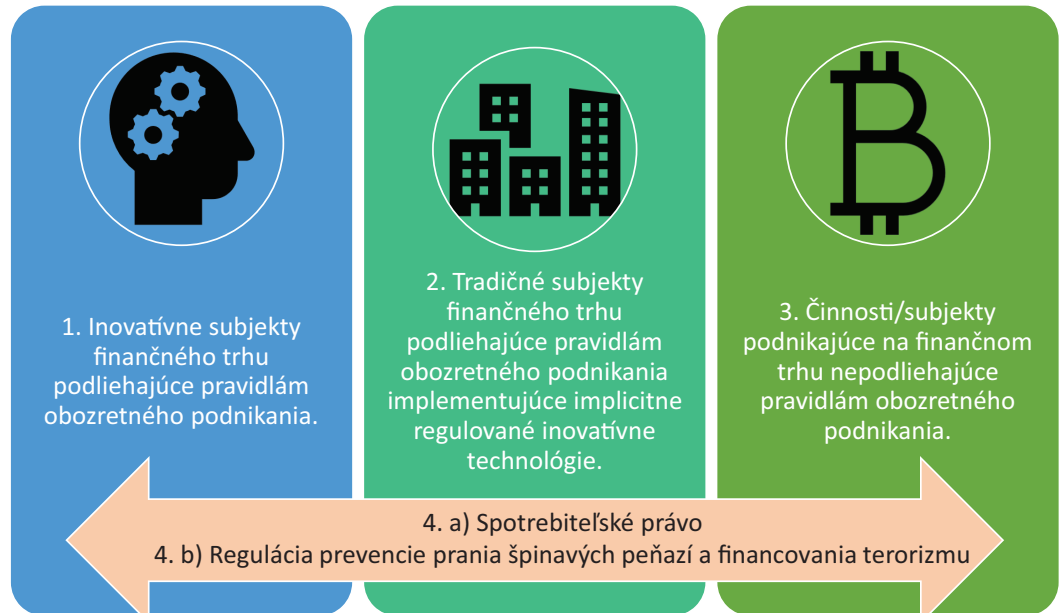 1. Inovatívne subjekty
finančného trhu
podliehajúce pravidlám
obozretného podnikania.
2. Tradičné subjekty
finančného trhu
podliehajúce pravidlám
obozretného podnikania
implementujúce implicitne
regulované inovatívne
technológie.
3. Činnosti/subjekty
podnikajúce na finančnom
trhu nepodliehajúce
pravidlám obozretného
podnikania.
4. a) Spotrebiteľské právo
4. b) Regulácia prevencie prania špinavých peňazí a financovania terorizmu